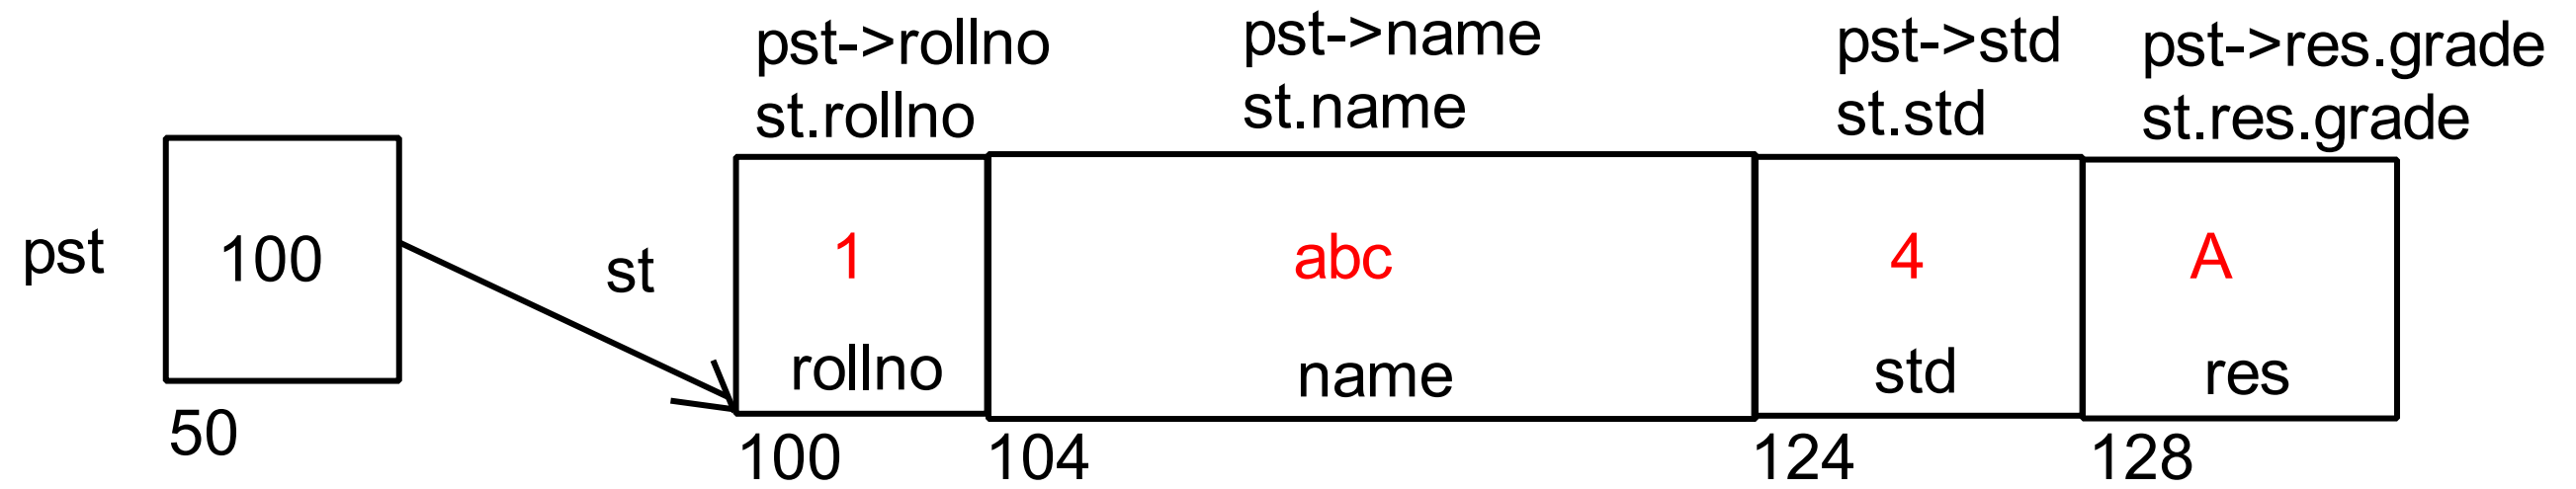 pst->rollno
st.rollno
pst->name
st.name
pst->std
st.std
pst->res.grade
st.res.grade
pst
100
50
st
1
abc
4
A
rollno
name
std
res
100
104
124
128